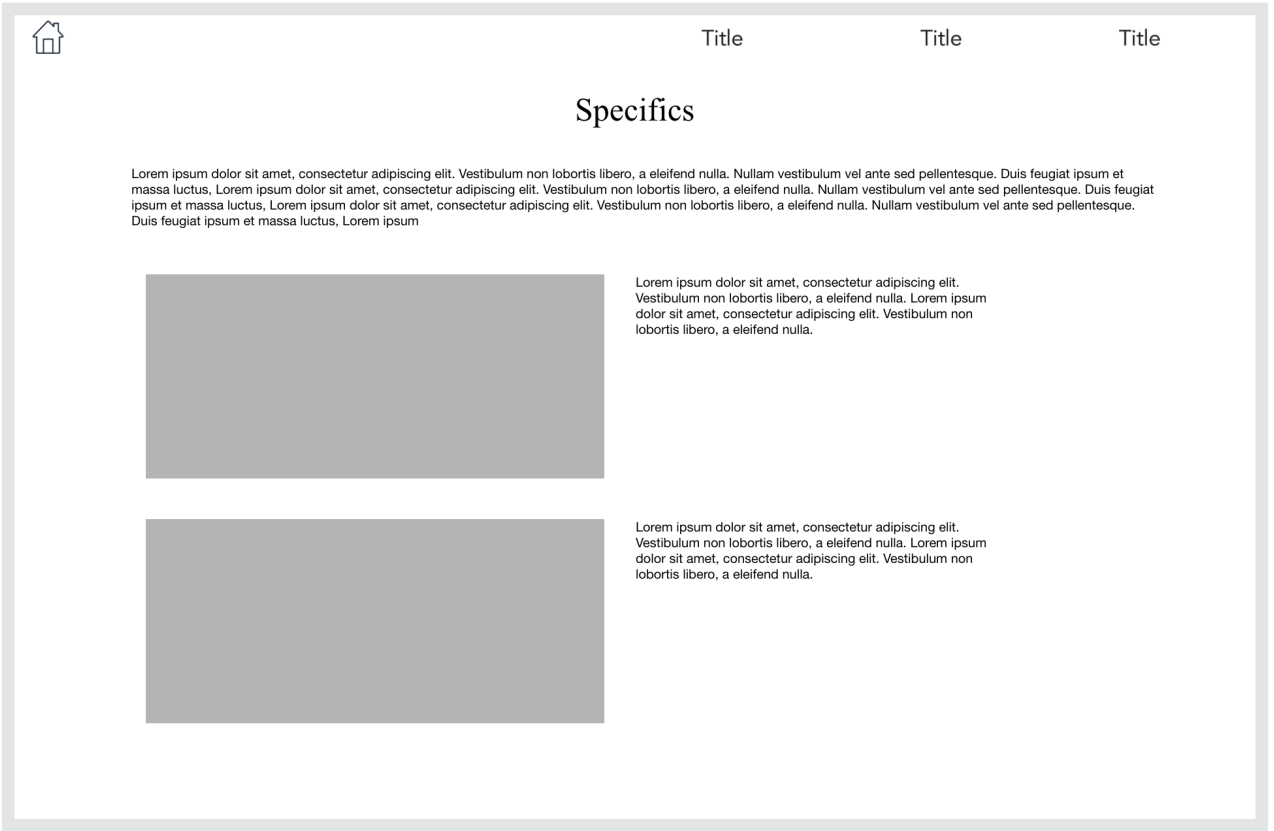 Title
Title
Title
Specifics
Lorem ipsum dolor sit amet, consectetur adipiscing elit. Vestibulum non lobortis libero, a eleifend nulla. Nullam vestibulum vel ante sed pellentesque. Duis feugiat ipsum et
massa luctus, Lorem ipsum dolor sit amet, consectetur adipiscing elit. Vestibulum non lobortis libero, a eleifend nulla. Nullam vestibulum vel ante sed pellentesque. Duis feugiat
ipsum et massa luctus, Lorem ipsum dolor sit amet, consectetur adipiscing elit. Vestibulum non lobortis libero, a eleifend nulla. Nullam vestibulum vel ante sed pellentesque.
Duis feugiat ipsum et massa luctus, Lorem ipsum
Lorem ipsum dolor sit amet, consectetur adipiscing elit.
Vestibulum non lobortis libero, a eleifend nulla. Lorem ipsum
dolor sit amet, consectetur adipiscing elit. Vestibulum non
lobortis libero, a eleifend nulla.
Lorem ipsum dolor sit amet, consectetur adipiscing elit.
Vestibulum non lobortis libero, a eleifend nulla. Lorem ipsum
dolor sit amet, consectetur adipiscing elit. Vestibulum non
lobortis libero, a eleifend nulla.